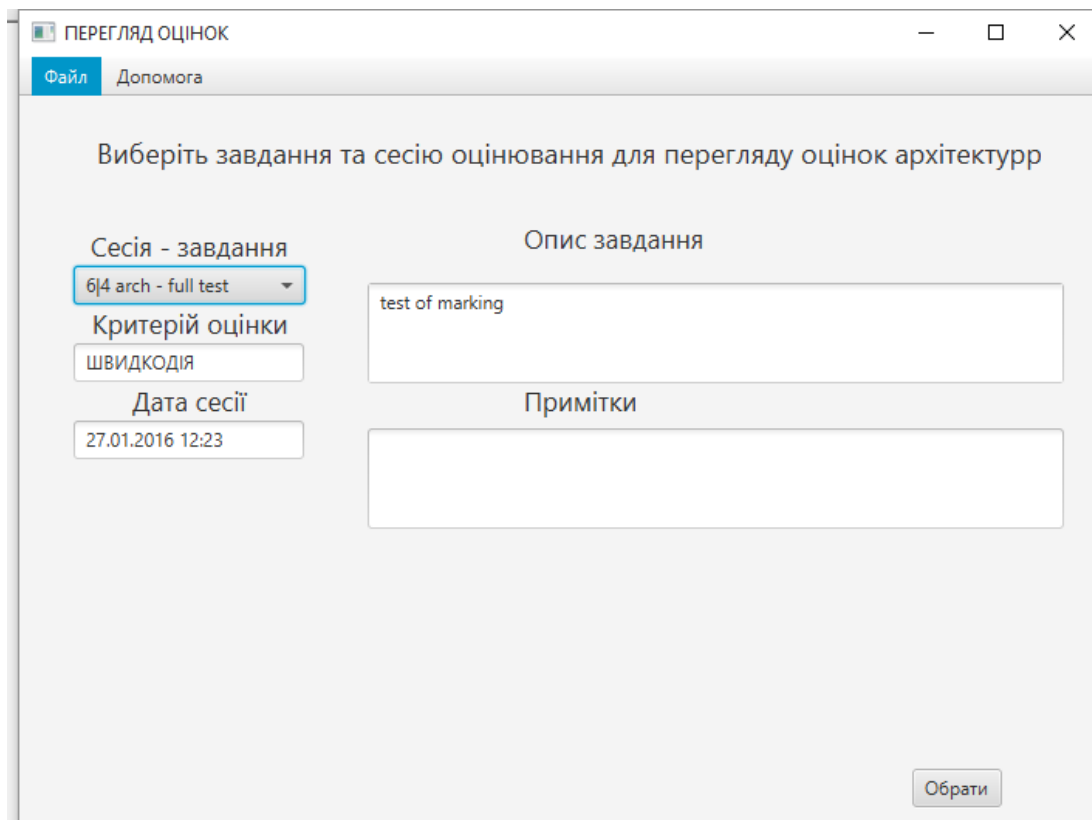 ПЕРЕГЛЯД ОЦІНОК
Файл Допомога
Виберіть завдання та сесію оцінювання для перегляду оцінок архітектурр
Сесія - завдання
6|4 arch - full test
Критерій оцінки
ШВИДКОДІЯ
Дата сесії
27.01.2016 12:23
Опис завдання
test of marking
Примітки
Обрати